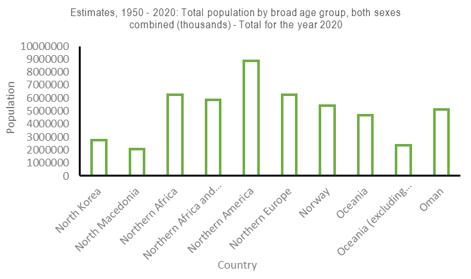 Estimates, 1950 - 2020: Total population by broad age group, both sexes
combined (thousands) - Total for the year 2020
10000000
9000000
8000000
7000000
6000000
5000000
4000000
3000000
2000000
1000000
0
Population
North Korea
North Macedonia
Northern Africa
Northern Africa and...
Northern America
Northern Europe
Norway
Oceania
Oceania (excluding...
Oman
Country